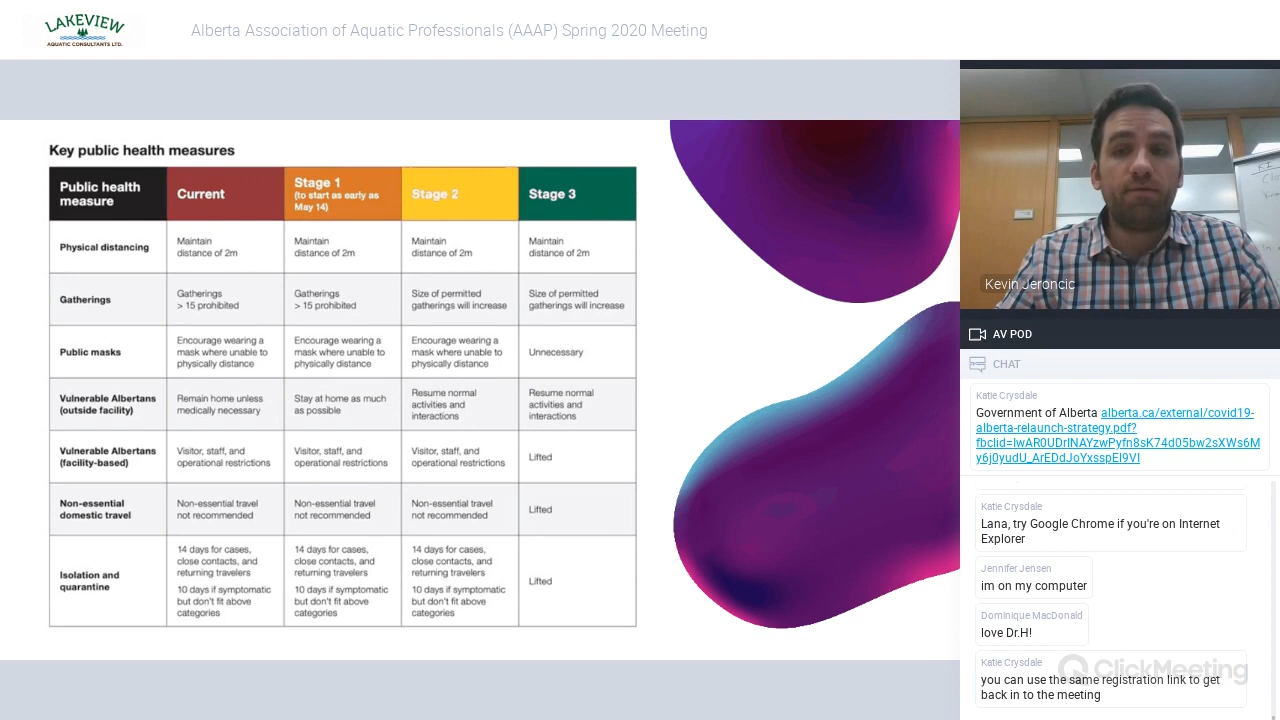 LAKEVIEW
AQUATIC CONSULTANTS LTD.
Alberta Association of Aquatic Professionals (AAAP) Spring 2020 Meeting
Key public health measures
Public health
measure
Current
Stage 1
(to start as early as
May 14)
Stage 2
Stage 3
Physical distancing
Maintain
distance of 2m
Maintain
distance of 2m
Maintain
distance of 2m
Maintain
distance of 2m
Gatherings
Gatherings
> 15 prohibited
Gatherings
> 15 prohibited
Size of permitted
gatherings will increase
Size of permitted
gatherings will increase
Public masks
Encourage wearing a
mask where unable to
physically distance
Encourage wearing a
mask where unable to
physically distance
Encourage wearing a
mask where unable to
physically distance
Unnecessary
Vulnerable Albertans
(outside facility)
Remain home unless
medically necessary
Stay at home as much
as possible
Resume normal
activities and
interactions
Resume normal
activities and
interactions
Vulnerable Albertans
(facility-based)
Visitor, staff, and
operational restrictions
Visitor, staff, and
operational restrictions
Visitor, staff, and
operational restrictions
Lifted
Non-essential
domestic travel
Non-essential travel
not recommended
Non-essential travel
not recommended
Non-essential travel
not recommended
Lifted
Isolation and
quarantine
14 days for cases,
close contacts, and
returning travelers
10 days if symptomatic
but don't fit above
categories
14 days for cases,
close contacts, and
returning travelers
10 days if symptomatic
but don't fit above
categories
14 days for cases,
close contacts, and
returning travelers
10 days if symptomatic
but don't fit above
categories
Lifted
Kevin Jeroncic
AV POD
CHAT
Katie Crysdale
Government of Alberta alberta.ca/external/covid19-
alberta-relaunch-strategy.pdf?
fbclid=IwAR0UDrINAYzwPyfn8sK74d05bw2sXWs6M
y6j0yudU_ArEDdJoYxsspEI9VI
Katie Crysdale
Lana, try Google Chrome if you're on Internet
Explorer
Jennifer Jensen
im on my computer
Dominique MacDonald
love Dr.H!
Katie Crysdale
you can use the same registration link to get
back in to the meeting
ClickMeeting